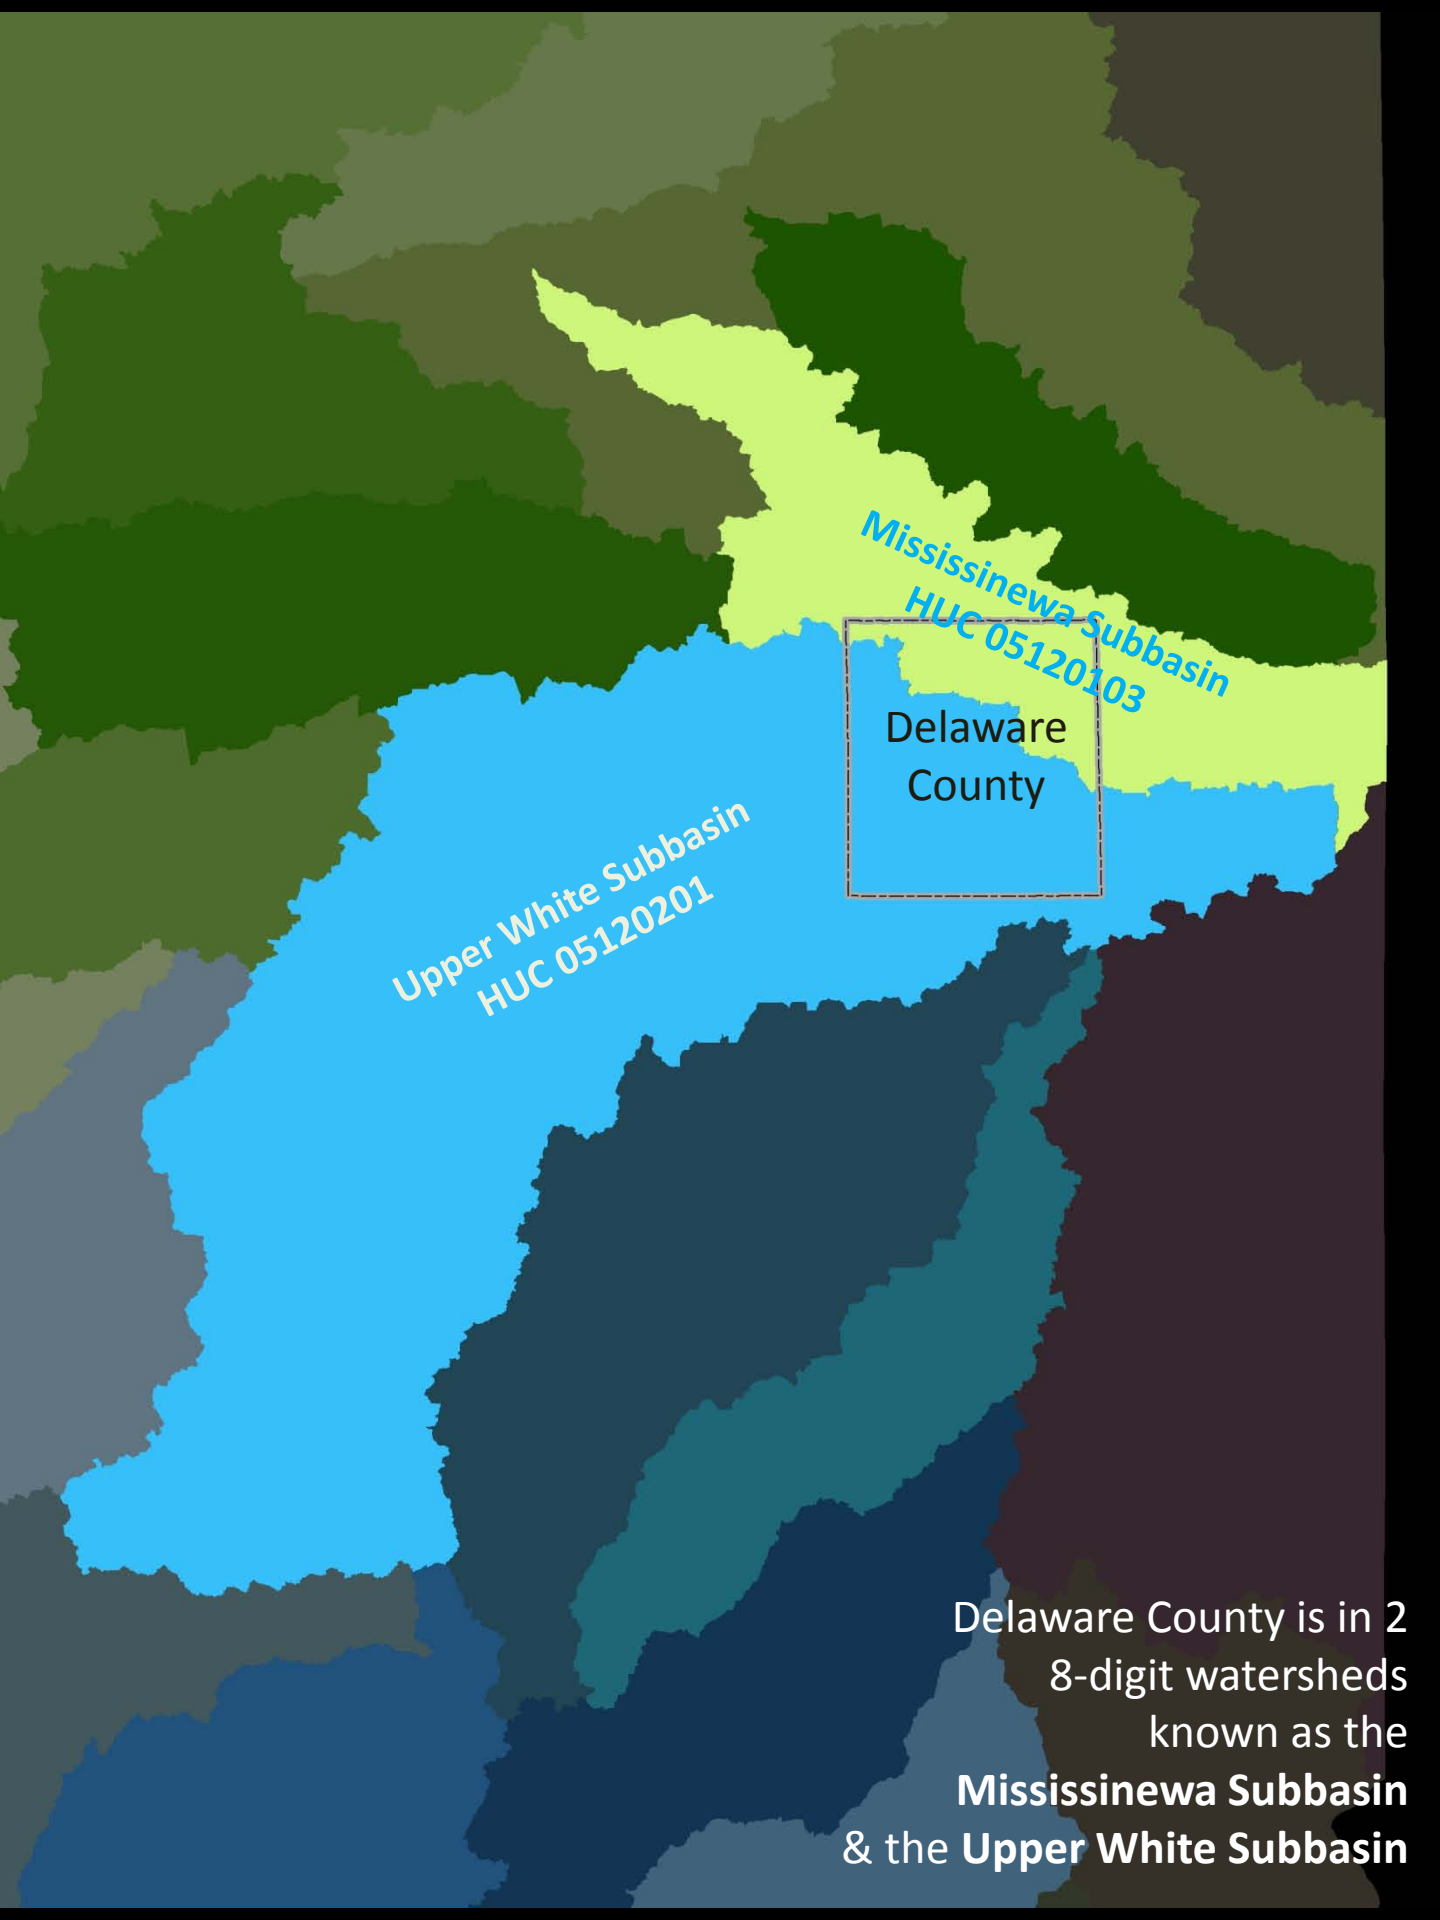 Mississinewa Subbasin
HUC 05120103
Delaware
County
Upper White Subbasin
HUC 05120201
Delaware County is in 2
8-digit watersheds
known as the
Mississinewa Subbasin
& the Upper White Subbasin